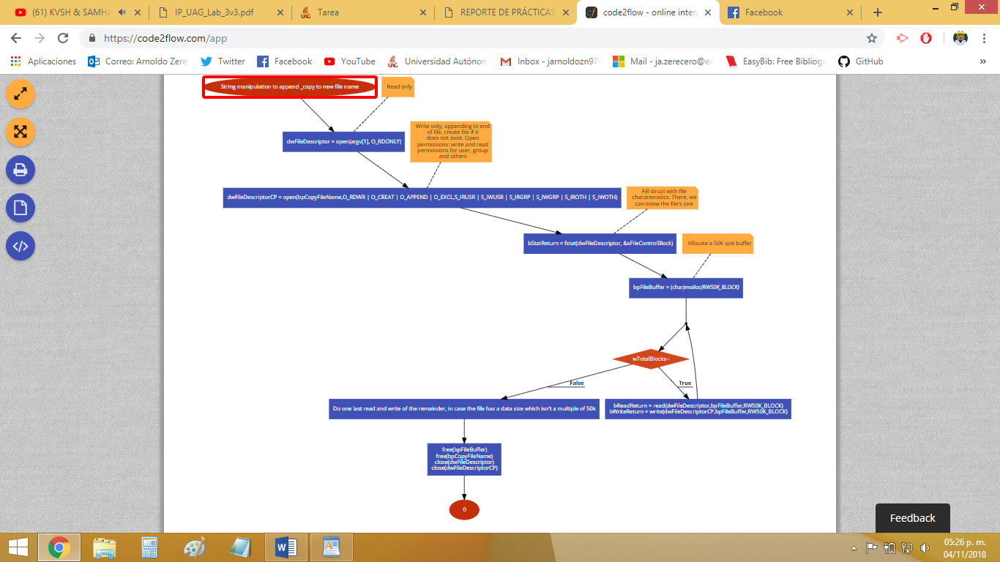 (61) KVSH & SAMHA
IP_UAG_Lab_3v3.pdf
Tarea
REPORTE DE PRÁCTICAS
code2flow - online intera
Facebook
https://code2flow.com/app
Aplicaciones
Correo: Arnoldo Zere
Twitter
Facebook
YouTube
Universidad Autónom
Inbox - jarnoldozn97
Mail - ja.zerecero@ed
EasyBib: Free Bibliogr
GitHub
»
String manipulation to append _copy to new file name
Read only
dwFileDescriptor = open(argv[1], O_RDONLY)
Write only, appending to end
of file, create file if it
does not exist. Open
permissions: write and read
permissions for user, group
and others
dwFileDescriptorCP = open(bpCopyFileName,O_RDWR | O_CREAT | O_APPEND | O_EXCL,S_IRUSR | S_IWUSR | S_IRGRP | S_IWGRP | S_IROTH | S_IWOTH)
Fill struct with file
characteristics. There, we
can know the file's size
bStatReturn = fstat(dwFileDescriptor, &sFileControlBlock)
Allocate a 50K size buffer
bpFileBuffer = (char)malloc(RW50K_BLOCK)
wTotalBlocks--
False
True
Do one last read and write of the remainder, in case the file has a data size which isn't a multiple of 50k
bReadReturn = read(dwFileDescriptor,bpFileBuffer,RW50K_BLOCK)
bWriteReturn = write(dwFileDescriptorCP,bpFileBuffer,RW50K_BLOCK)
free(bpFileBuffer)
free(bpCopyFileName)
close(dwFileDescriptor)
close(dwFileDescriptorCP)
0
Feedback
05:26 p. m.
04/11/2018